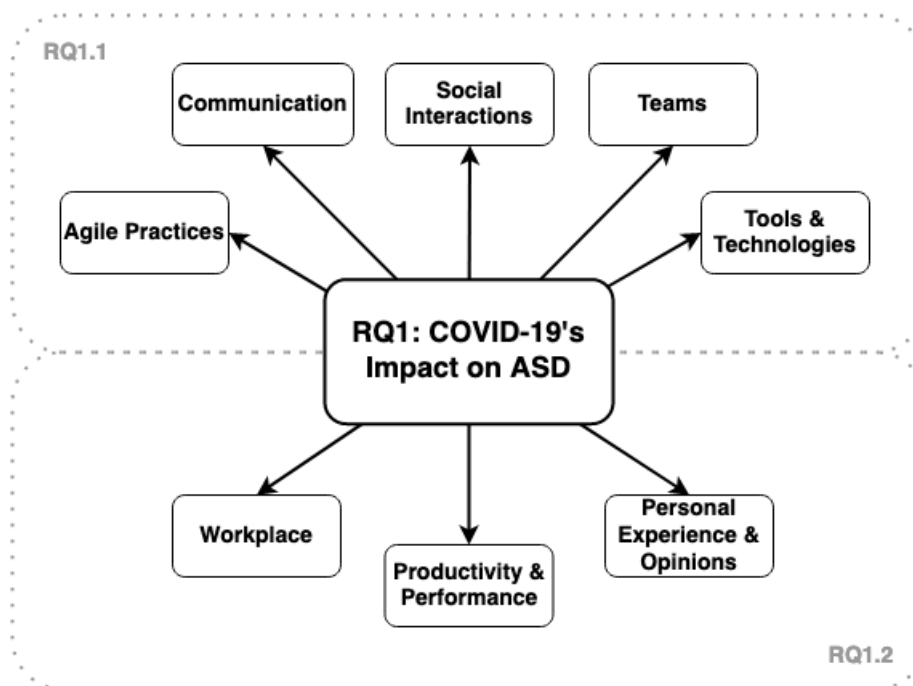 RQ1.1
Communication
Social
Interactions
Teams
Agile Practices
Tools &
Technologies
RQ1: COVID-19's
Impact on ASD
Workplace
Productivity &
Performance
Personal
Experience &
Opinions
RQ1.2